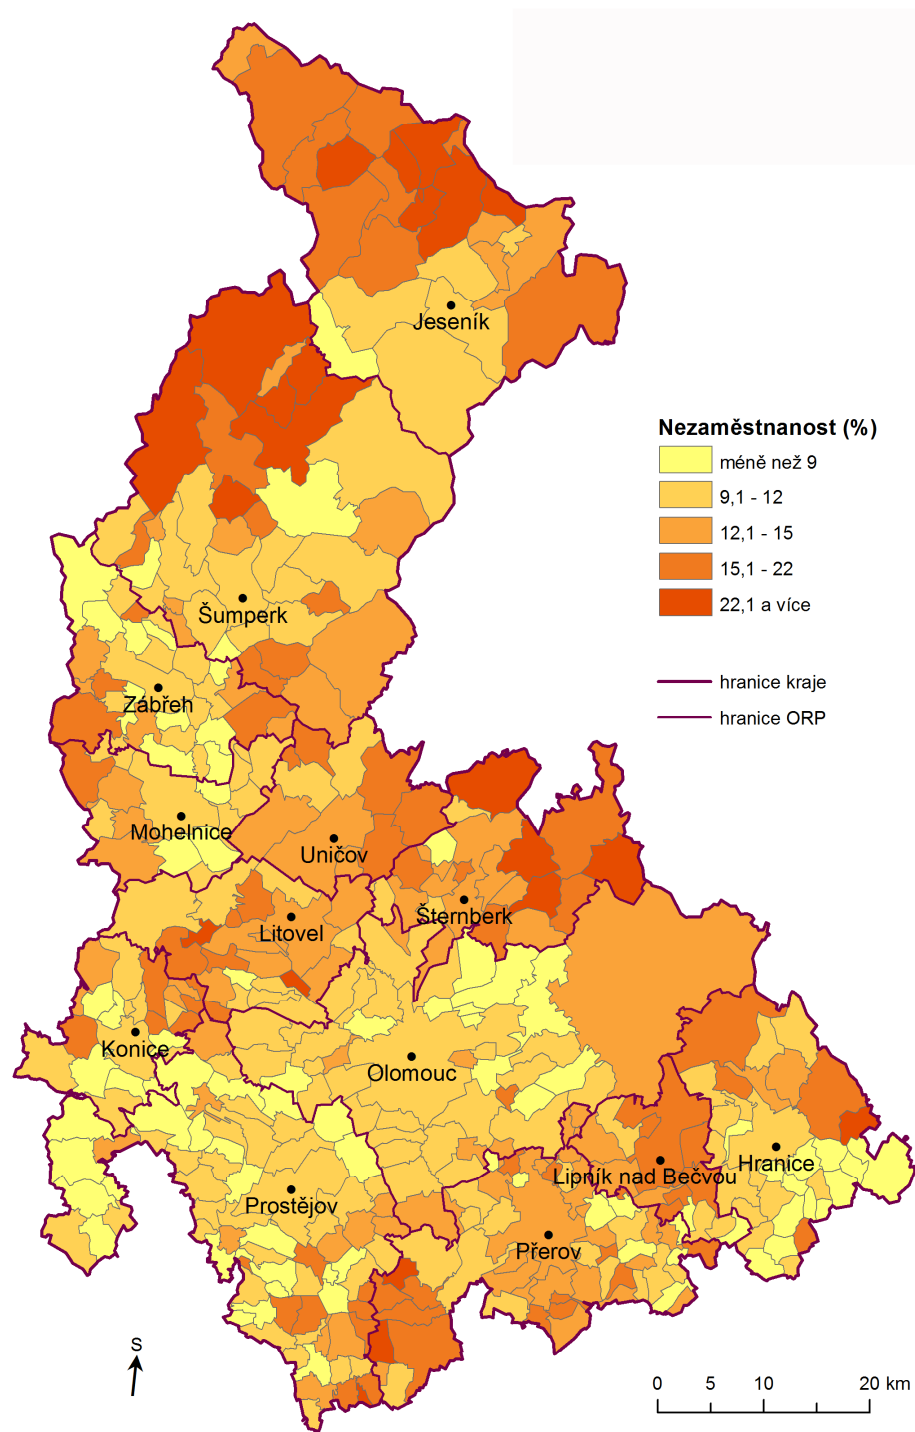 Jeseník
Nezaměstnanost (%)
méně než 9
9,1 - 12
12,1 - 15
15,1 - 22
22,1 a více
Šumperk
hranice kraje
Zábřeh
hranice ORP
Mohelnice
Uničov
Šternberk
Litovel
Konice
Olomouc
Hranice
Lipník nad Bečvou
Prostějov
Přerov
S
0 5 10 20 km